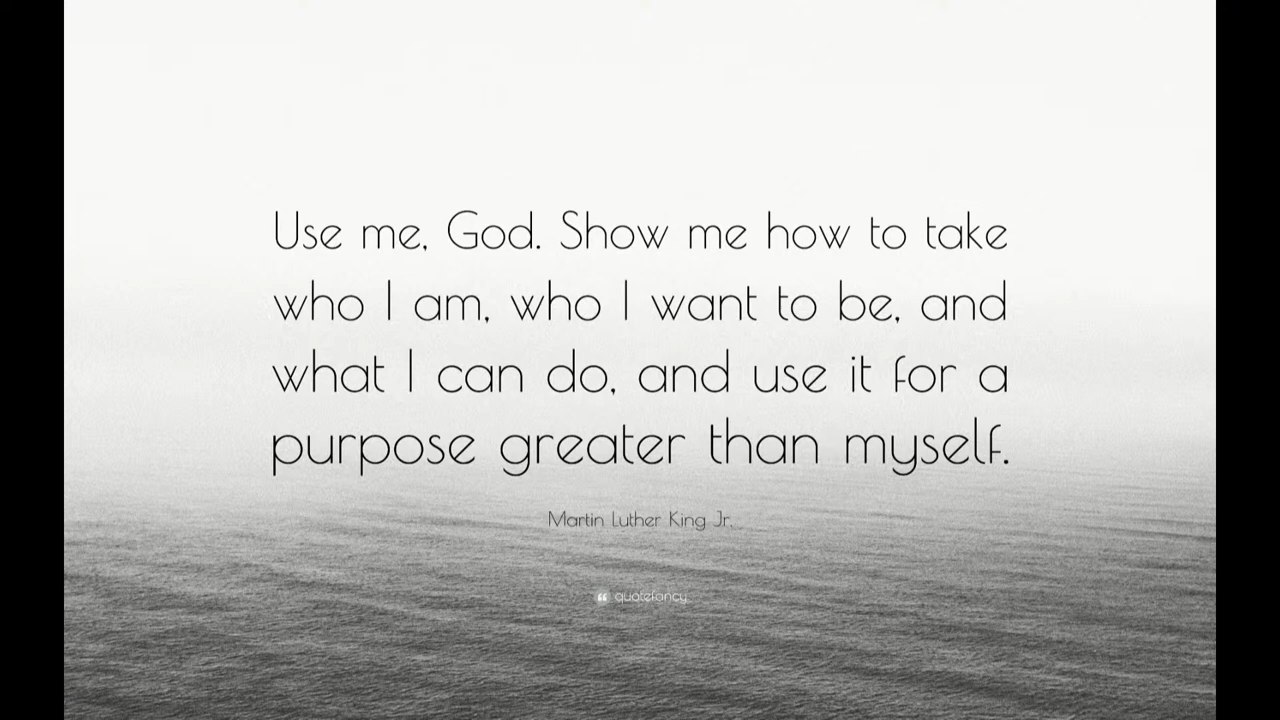 Use me, God. Show me how to take
who I am, who I want to be, and
what I can do, and use it for a
purpose greater than myself.
Martin Luther King Jr.
quotefancy